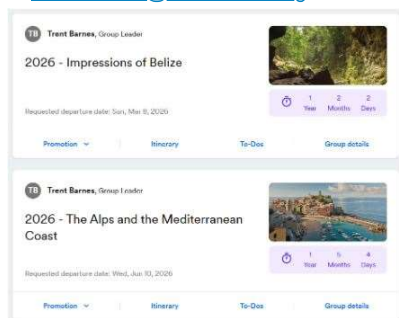 TB Trent Barnes, Group Leader
2026 - Impressions of Belize
1 2 2
Year Months Days
Requested departure date: Sun, Mar 8, 2026
Promotion Itinerary To-Dos Group details
TB Trent Barnes, Group Leader
2026 - The Alps and the Mediterranean
Coast
1 5 4
Year Months Days
Requested departure date: Wed, Jun 10, 2026
Promotion Itinerary To-Dos Group details